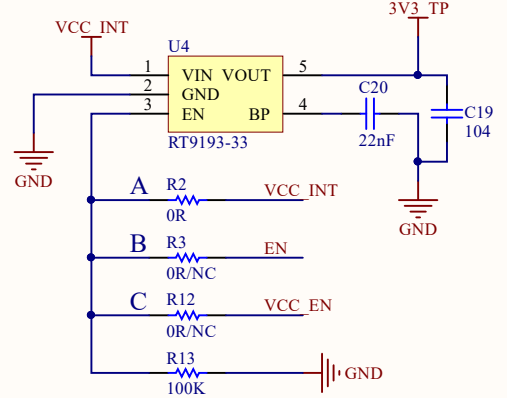 3V3_TP
VCC_INT
U4
1 VIN VOUT 5
2 GND
3 EN BP 4
RT9193-33
C20
22nF
C19
104
GND
GND
A R2 VCC_INT
0R
B R3 EN
0R/NC
C R12 VCC_EN
0R/NC
R13
100K
GND